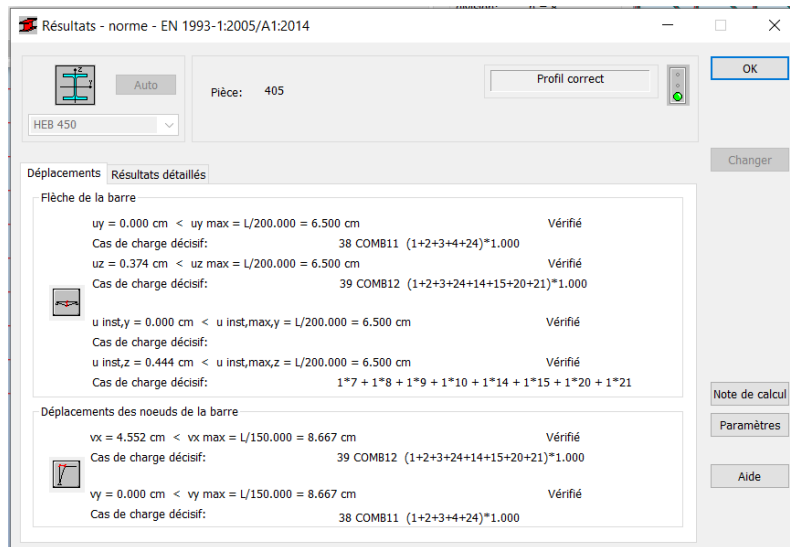 Résultats - norme - EN 1993-1:2005/A1:2014
OK
z
y
Auto
Pièce: 405
Profil correct
HEB 450
Changer
Déplacements Résultats détaillés
Flèche de la barre
uy = 0.000 cm < uy max = L/200.000 = 6.500 cm Vérifié
Cas de charge décisif: 38 COMB11 (1+2+3+4+24)*1.000
uz = 0.374 cm < uz max = L/200.000 = 6.500 cm Vérifié
Cas de charge décisif: 39 COMB12 (1+2+3+24+14+15+20+21)*1.000
u inst,y = 0.000 cm < u inst,max,y = L/200.000 = 6.500 cm Vérifié
Cas de charge décisif:
u inst,z = 0.444 cm < u inst,max,z = L/200.000 = 6.500 cm Vérifié
Cas de charge décisif: 1*7 + 1*8 + 1*9 + 1*10 + 1*14 + 1*15 + 1*20 + 1*21
Note de calcul
Déplacements des noeuds de la barre
Paramètres
vx = 4.552 cm < vx max = L/150.000 = 8.667 cm Vérifié
Cas de charge décisif: 39 COMB12 (1+2+3+24+14+15+20+21)*1.000
Aide
vy = 0.000 cm < vy max = L/150.000 = 8.667 cm Vérifié
Cas de charge décisif: 38 COMB11 (1+2+3+4+24)*1.000